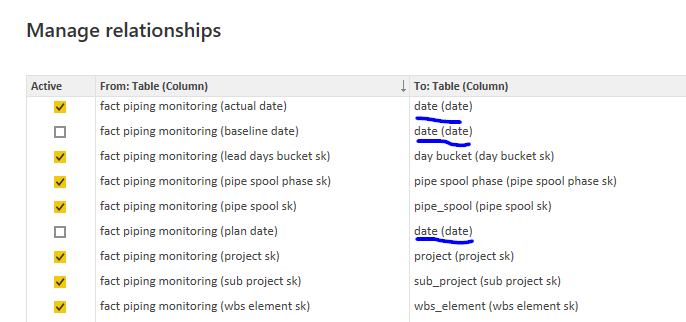 Manage relationships
Active From: Table (Column) ↓ To: Table (Column)
fact piping monitoring (actual date) date (date)
fact piping monitoring (baseline date) date (date)
fact piping monitoring (lead days bucket sk) day bucket (day bucket sk)
fact piping monitoring (pipe spool phase sk) pipe spool phase (pipe spool phase sk)
fact piping monitoring (pipe spool sk) pipe_spool (pipe spool sk)
fact piping monitoring (plan date) date (date)
fact piping monitoring (project sk) project (project sk)
fact piping monitoring (sub project sk) sub_project (sub project sk)
fact piping monitoring (wbs element sk) wbs_element (wbs element sk)